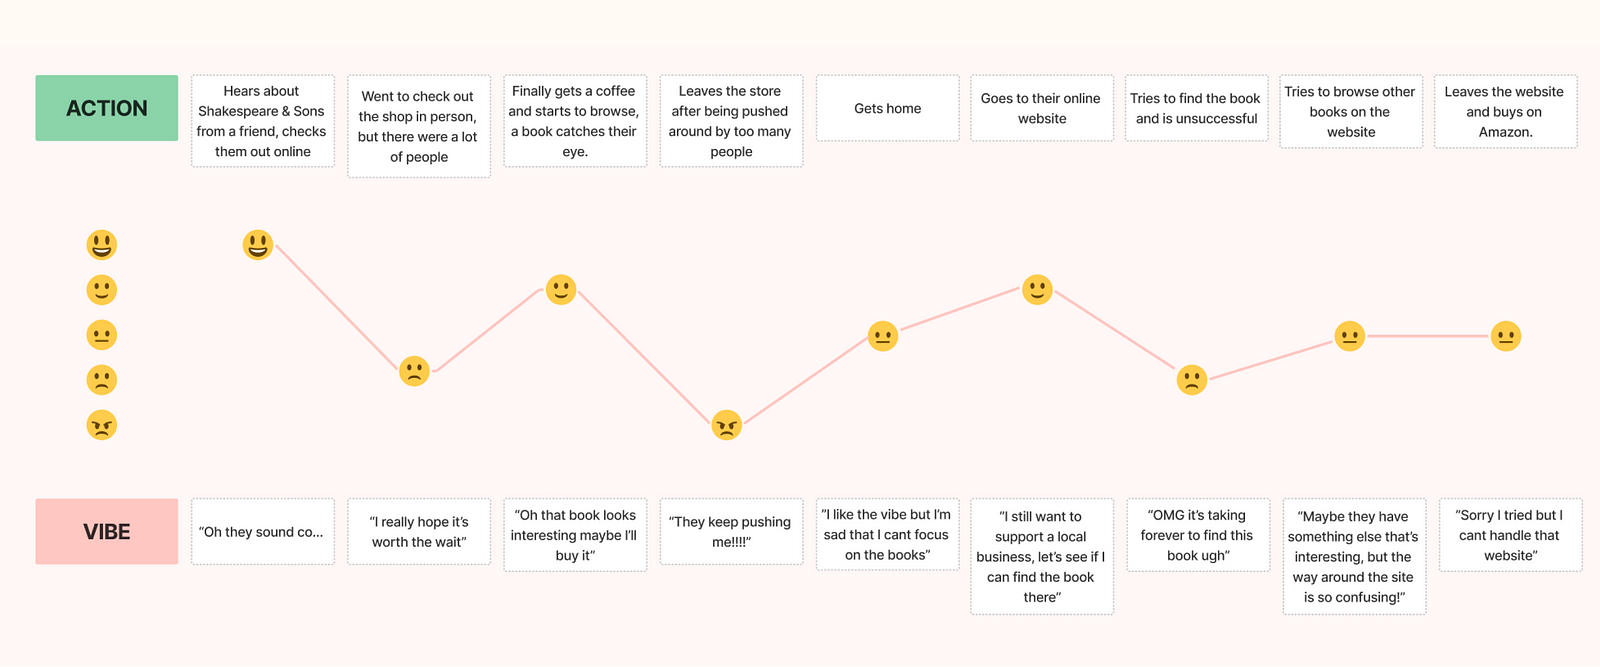 ACTION
Hears about
Shakespeare & Sons
from a friend, checks
them out online
Went to check out
the shop in person,
but there were a lot
of people
Finally gets a coffee
and starts to browse,
a book catches their
eye.
Leaves the store
after being pushed
around by too many
people
Gets home
Goes to their online
website
Tries to find the book
and is unsuccessful
Tries to browse other
books on the
website
Leaves the website
and buys on
Amazon.
VIBE
“Oh they sound co...
“I really hope it’s
worth the wait”
“Oh that book looks
interesting maybe I’ll
buy it”
“They keep pushing
me!!!!”
”I like the vibe but I’m
sad that I cant focus
on the books”
“I still want to
support a local
business, let’s see if I
can find the book
there”
“OMG it’s taking
forever to find this
book ugh”
“Maybe they have
something else that’s
interesting, but the
way around the site
is so confusing!”
“Sorry I tried but I
cant handle that
website”